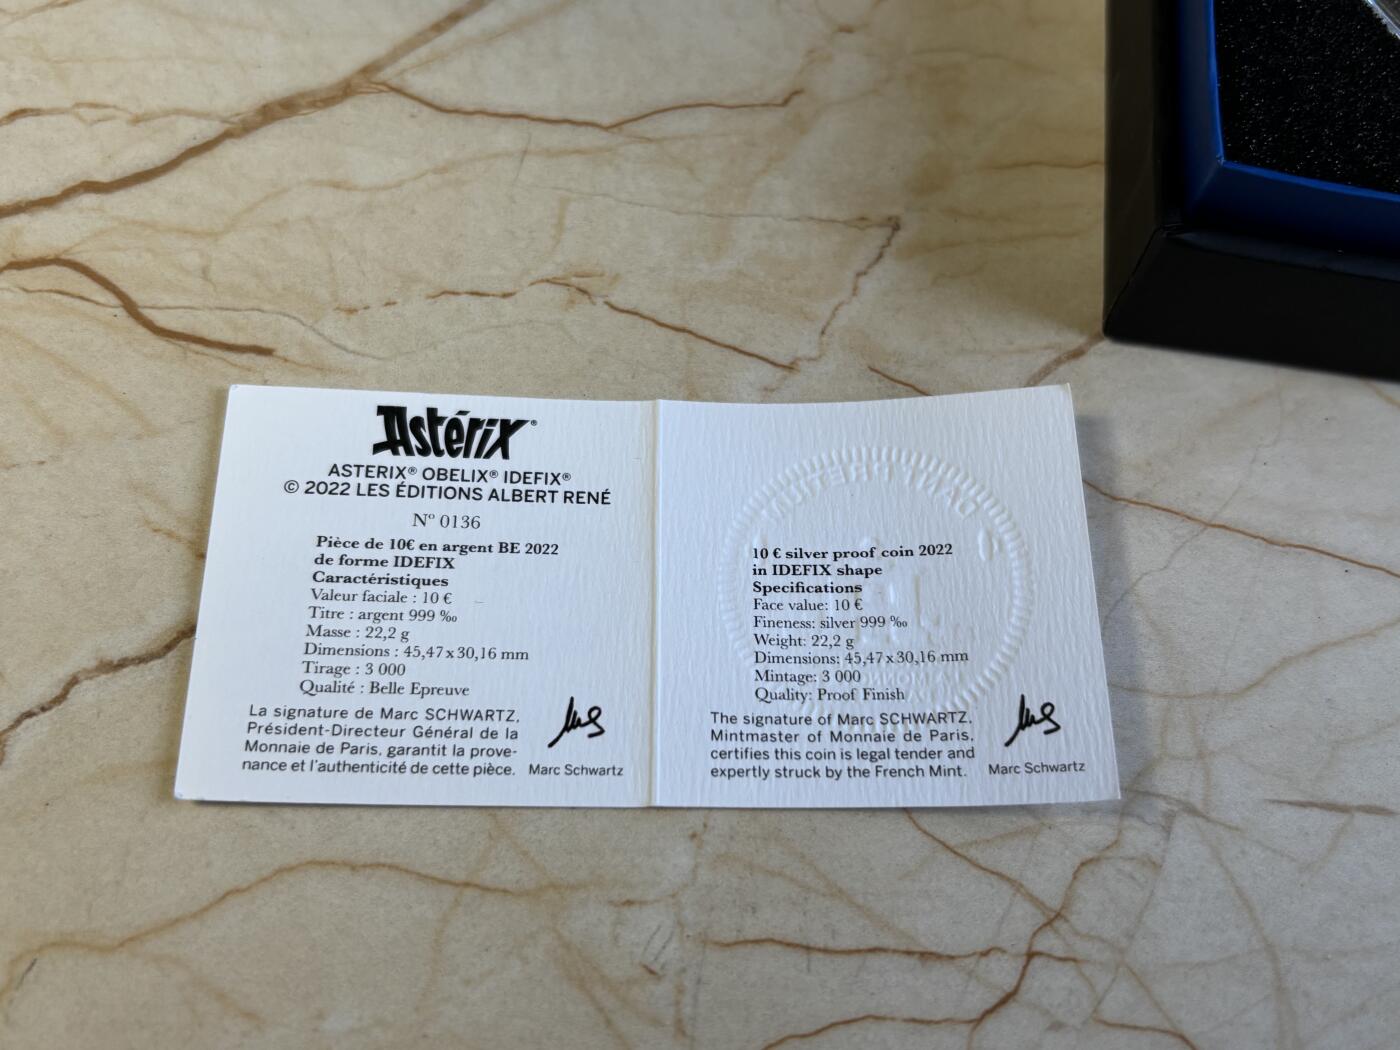 Astérix®
ASTERIX® OBELIX® IDEFIX®
© 2022 LES ÉDITIONS ALBERT RENÉ
N° 0136
Pièce de 10€ en argent BE 2022
de forme IDEFIX
Caractéristiques
Valeur faciale : 10 €
Titre : argent 999 ‰
Masse : 22,2 g
Dimensions : 45,47 x 30,16 mm
Tirage : 3 000
Qualité : Belle Epreuve
La signature de Marc SCHWARTZ,
Président-Directeur Général de la
Monnaie de Paris, garantit la prove-
nance et l'authenticité de cette pièce.
Marc Schwartz
10 € silver proof coin 2022
in IDEFIX shape
Specifications
Face value: 10 €
Fineness: silver 999 ‰
Weight: 22,2 g
Dimensions: 45,47 x 30,16 mm
Mintage: 3 000
Quality: Proof Finish
The signature of Marc SCHWARTZ,
Mintmaster of Monnaie de Paris,
certifies this coin is legal tender and
expertly struck by the French Mint.
Marc Schwartz